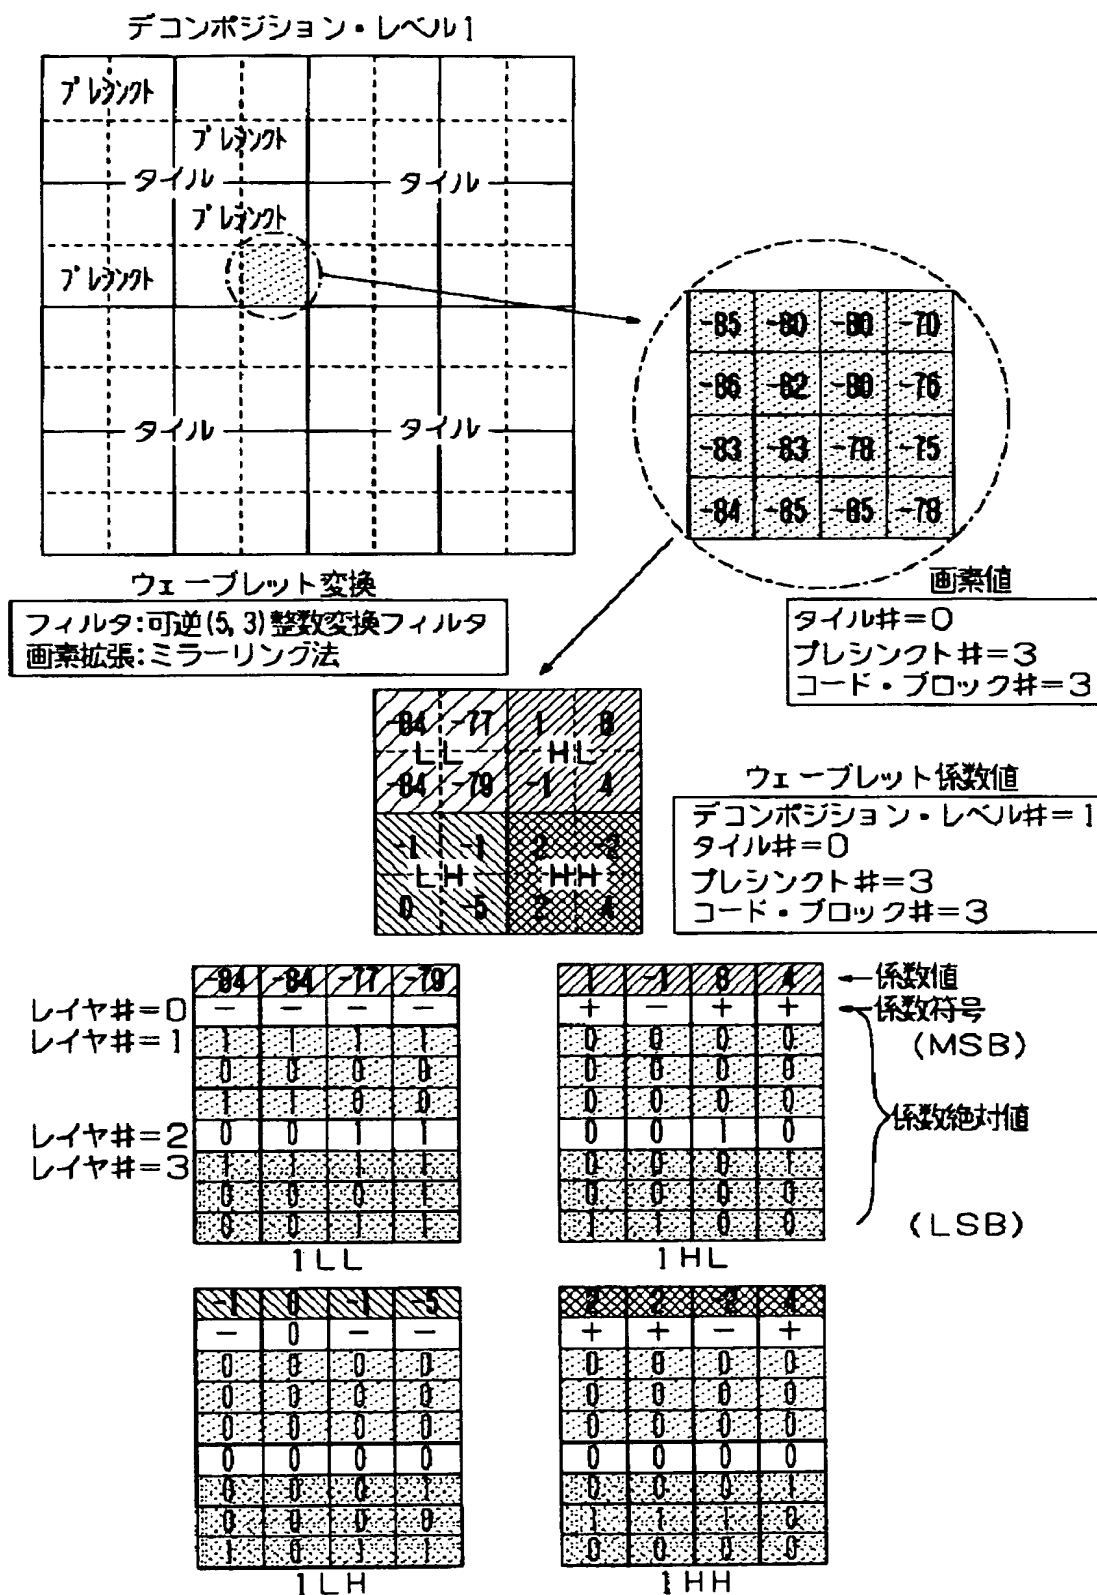 デコンポジション・レベル1
プレシンクト
プレシンクト
タイル タイル
プレシンクト
プレシンクト
タイル タイル
-85 -80 -80 -70
-86 -82 -80 -76
-83 -83 -78 -75
-84 -85 -85 -78
ウェーブレット変換
フィルタ:可逆(5,3)整数変換フィルタ
画素拡張:ミラーリング法
画素値
タイル#=0
プレシンクト#=3
コード・ブロック#=3
-84 -77 1 8
LL HL
-84 -79 -1 4
-1 -1 2 -2
LH HH
0 -5 2 4
ウェーブレット係数値
デコンポジション・レベル#=1
タイル#=0
プレシンクト#=3
コード・ブロック#=3
-84 -84 -77 -79
レイヤ#=0 - - - -
レイヤ#=1 1 1 1 1
0 0 0 0
1 1 0 0
レイヤ#=2 0 0 1 1
レイヤ#=3 1 1 1 1
0 0 0 1
0 0 1 1
1LL
1 -1 8 4 ←係数値
+ - + + ←係数符号
0 0 0 0 (MSB)
0 0 0 0
0 0 0 0
0 0 1 0 係数絶対値
0 0 0 1
0 0 0 0
1 1 0 0 (LSB)
1HL
-1 0 -1 -5
- 0 - -
0 0 0 0
0 0 0 0
0 0 0 0
0 0 0 0
0 0 0 1
0 0 0 0
1 0 1 1
1LH
2 2 -2 4
+ + - +
0 0 0 0
0 0 0 0
0 0 0 0
0 0 0 0
0 0 0 1
1 1 1 0
0 0 0 0
1HH